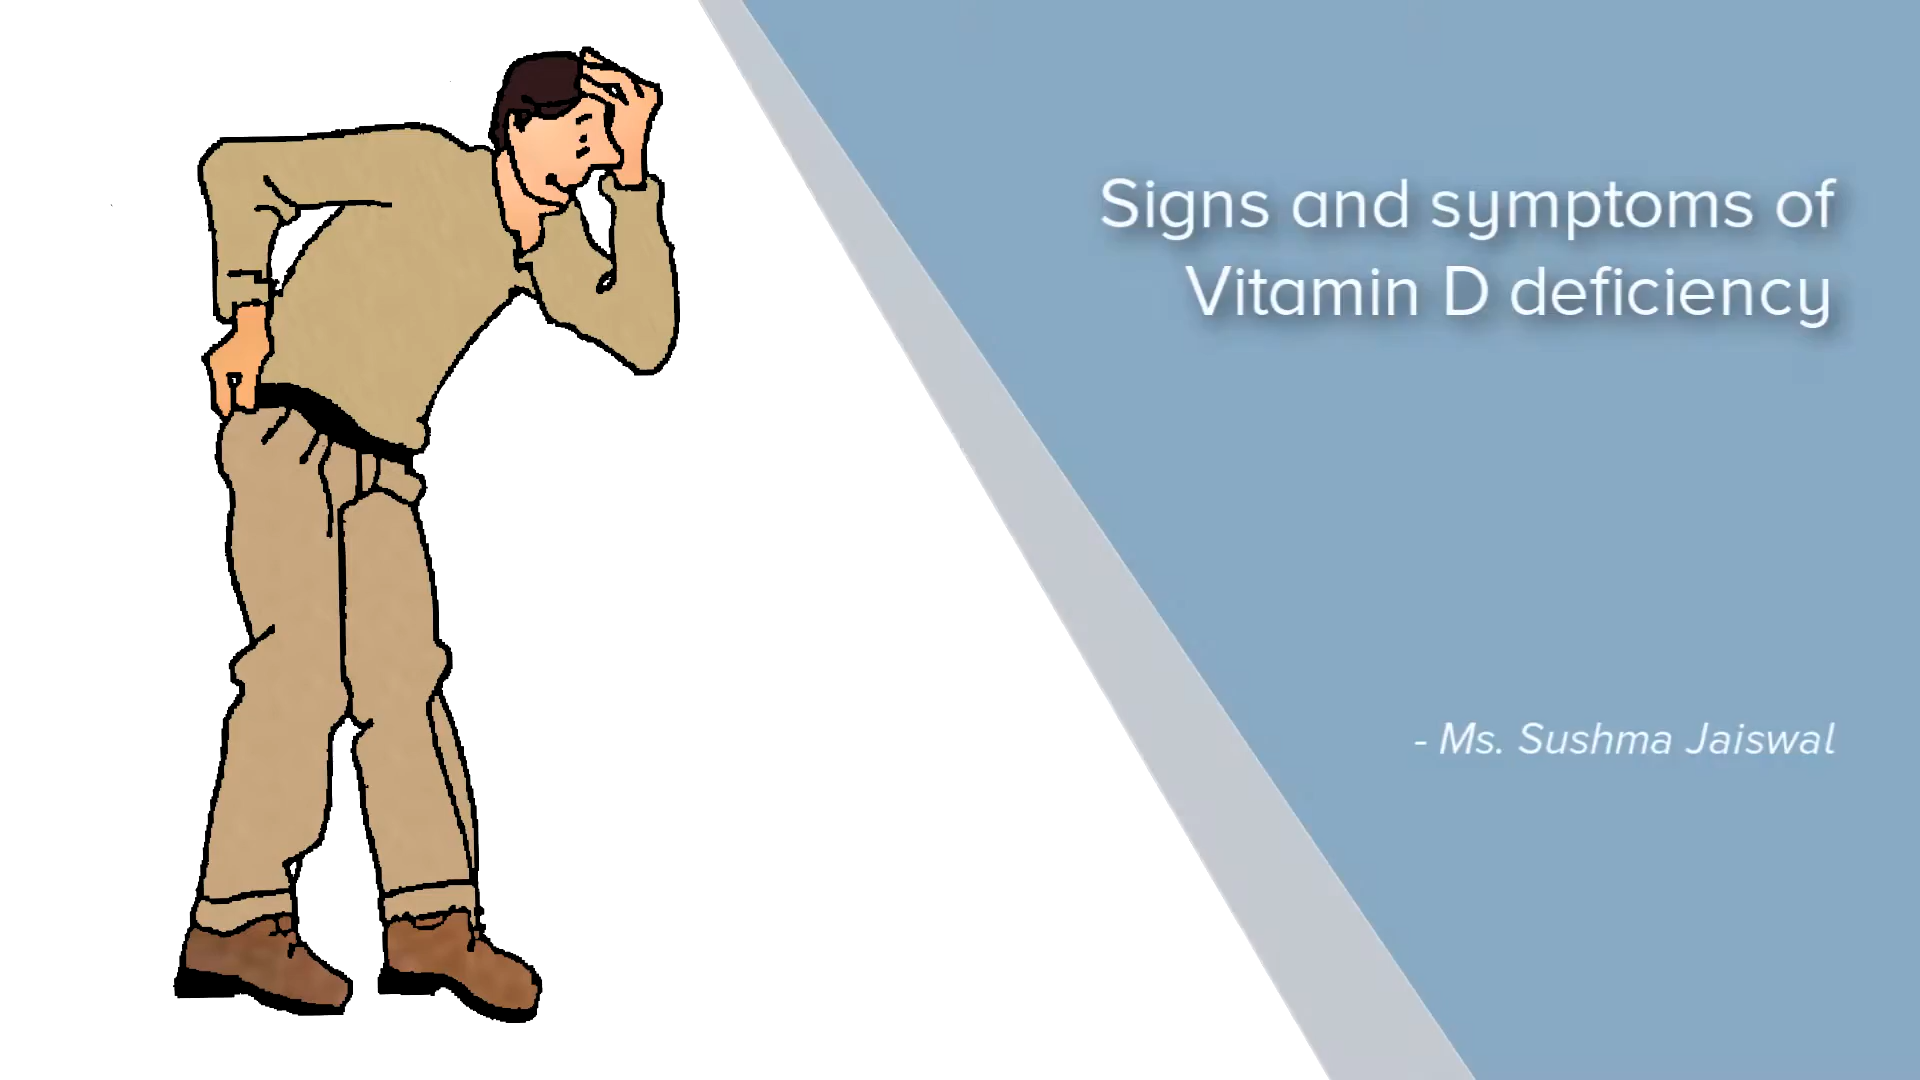 Signs and symptoms of
Vitamin D deficiency
- Ms. Sushma Jaiswal